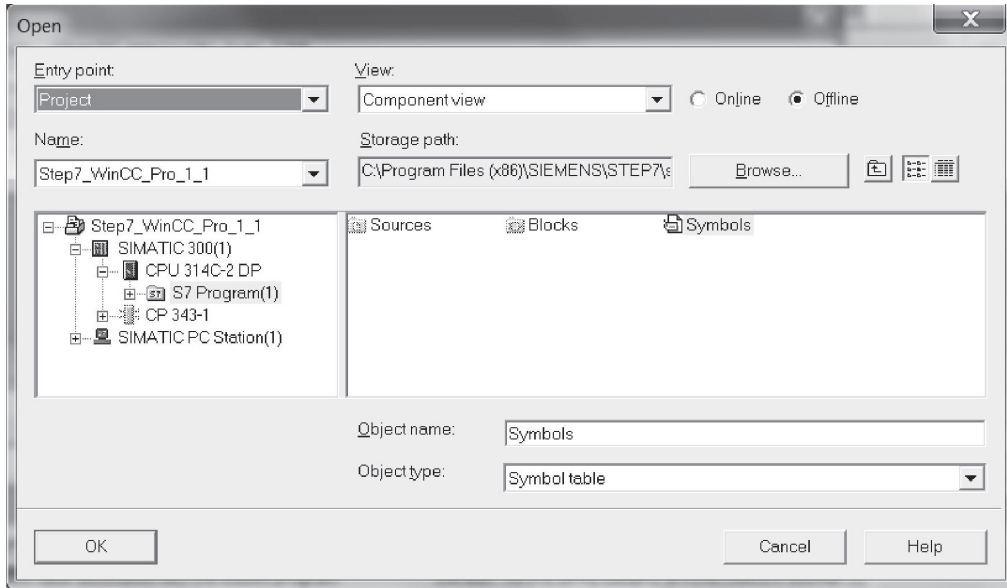 Open
Entry point:
View:
Project
Component view
Online
Offline
Name:
Storage path:
Step7_WinCC_Pro_1_1
C:\Program Files (x86)\SIEMENS\STEP7\s
Browse...
Step7_WinCC_Pro_1_1
SIMATIC 300(1)
CPU 314C-2 DP
S7 Program(1)
CP 343-1
SIMATIC PC Station(1)
Sources
Blocks
Symbols
Object name:
Symbols
Object type:
Symbol table
OK
Cancel
Help